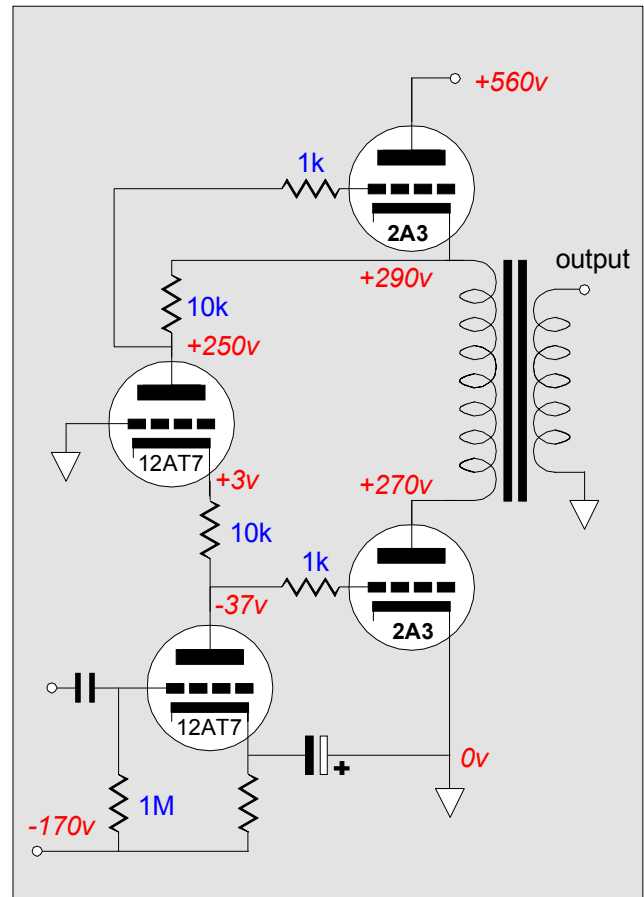 +560v
1k
2A3
output
+290v
10k
+250v
12AT7
+3v
+270v
10k
1k
-37v
2A3
12AT7
+
0v
1M
-170v